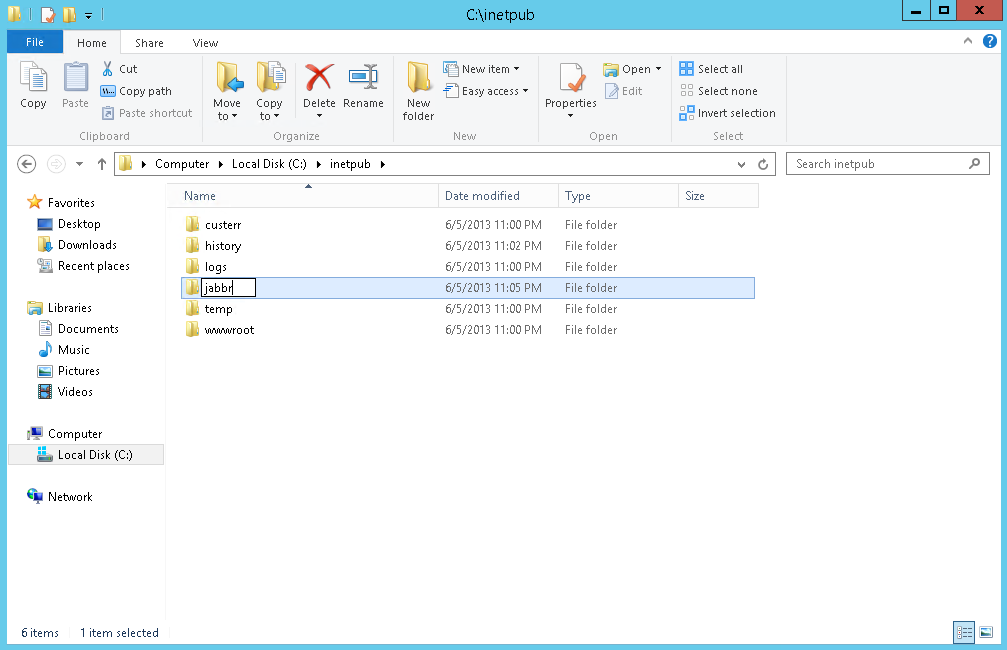 C:\inetpub
File Home Share View
Copy Paste Cut Copy path Paste shortcut
Clipboard
Move to Copy to Delete Rename
Organize
New folder New item Easy access
New
Properties Open Edit
Open
Select all Select none Invert selection
Select
Computer Local Disk (C:) inetpub
Search inetpub
Favorites
Desktop
Downloads
Recent places
Libraries
Documents
Music
Pictures
Videos
Computer
Local Disk (C:)
Network
Name Date modified Type Size
custerr 6/5/2013 11:00 PM File folder
history 6/5/2013 11:02 PM File folder
logs 6/5/2013 11:00 PM File folder
jabbr 6/5/2013 11:05 PM File folder
temp 6/5/2013 11:00 PM File folder
wwwroot 6/5/2013 11:00 PM File folder
6 items 1 item selected